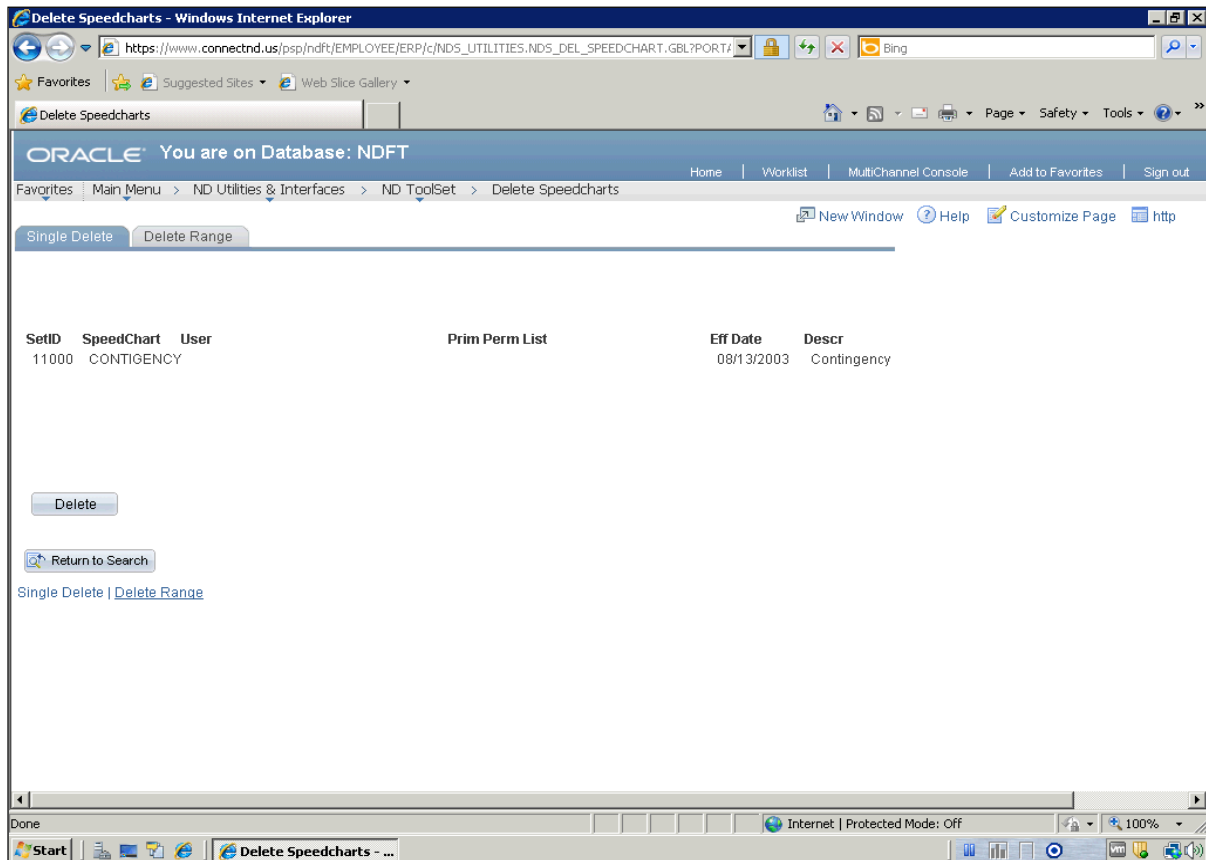 Delete Speedcharts - Windows Internet Explorer
https://www.connectnd.us/psp/ndft/EMPLOYEE/ERP/c/NDS_UTILITIES.NDS_DEL_SPEEDCHART.GBL?PORTA
Bing
Favorites Suggested Sites Web Slice Gallery
Delete Speedcharts Page Safety Tools »
ORACLE You are on Database: NDFT
Home | Worklist | MultiChannel Console | Add to Favorites | Sign out
Favorites Main Menu > ND Utilities & Interfaces > ND ToolSet > Delete Speedcharts
New Window ? Help Customize Page http
Single Delete Delete Range
SetID SpeedChart User Prim Perm List Eff Date Descr
11000 CONTIGENCY 08/13/2003 Contingency
Delete
Return to Search
Single Delete | Delete Range
Done Internet | Protected Mode: Off 100%
Start Delete Speedcharts - ... vm